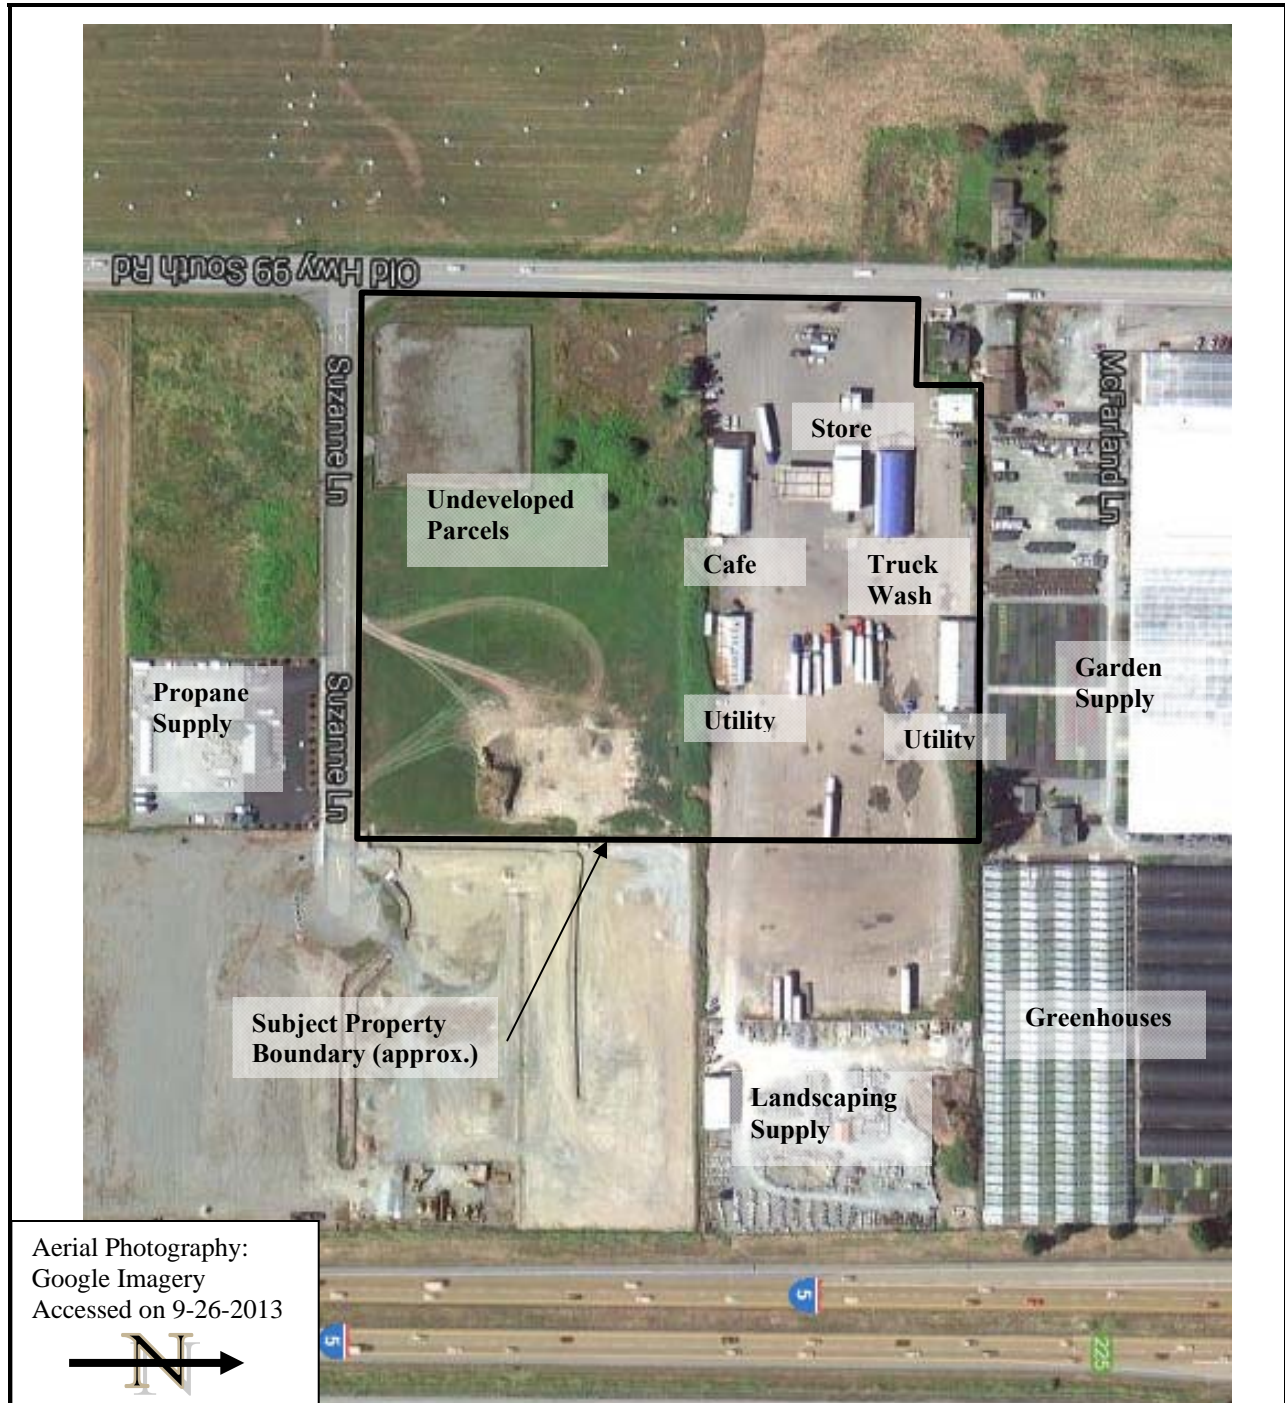 Old Hwy 99 South Rd
Suzanne Ln
McFarland Ln
Store
Undeveloped
Parcels
Cafe
Truck
Wash
Propane
Supply
Suzanne Ln
Garden
Supply
Utility
Utility
Subject Property
Boundary (approx.)
Greenhouses
Landscaping
Supply
Aerial Photography:
Google Imagery
Accessed on 9-26-2013
N
5
5
225